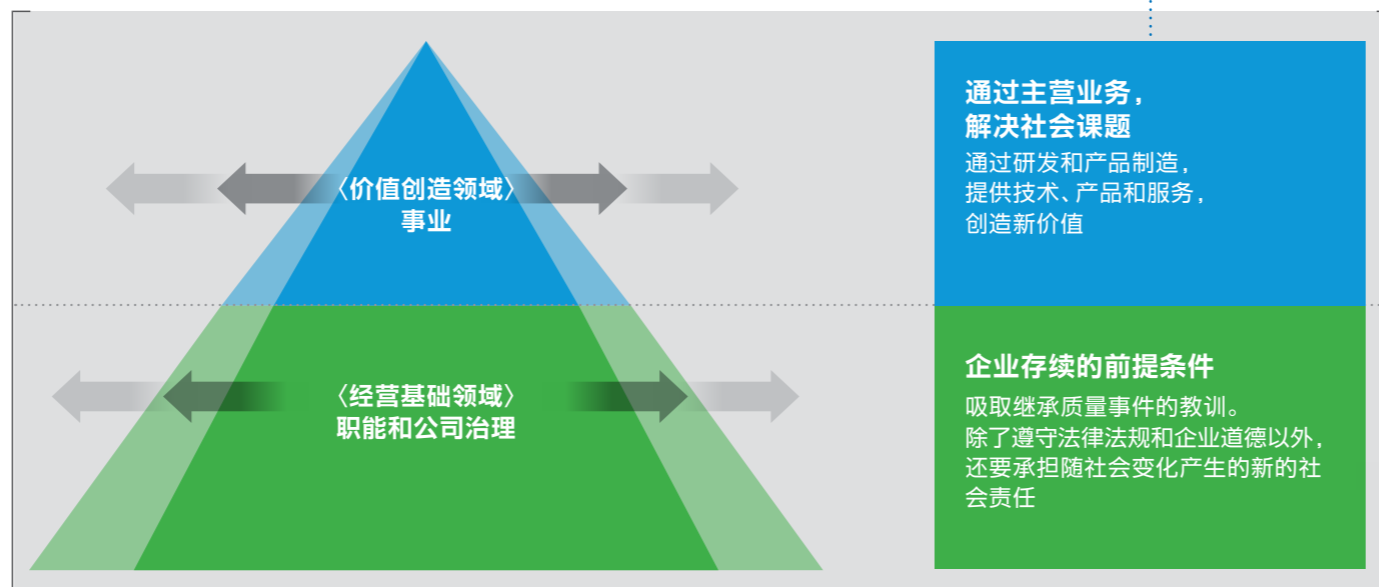 〈价值创造领域〉
事业
〈经营基础领域〉
职能和公司治理
通过主营业务，
解决社会课题
通过研发和产品制造，
提供技术、产品和服务，
创造新价值
企业存续的前提条件
吸取继承质量事件的教训。
除了遵守法律法规和企业道德以外，
还要承担随社会变化产生的新的社
会责任